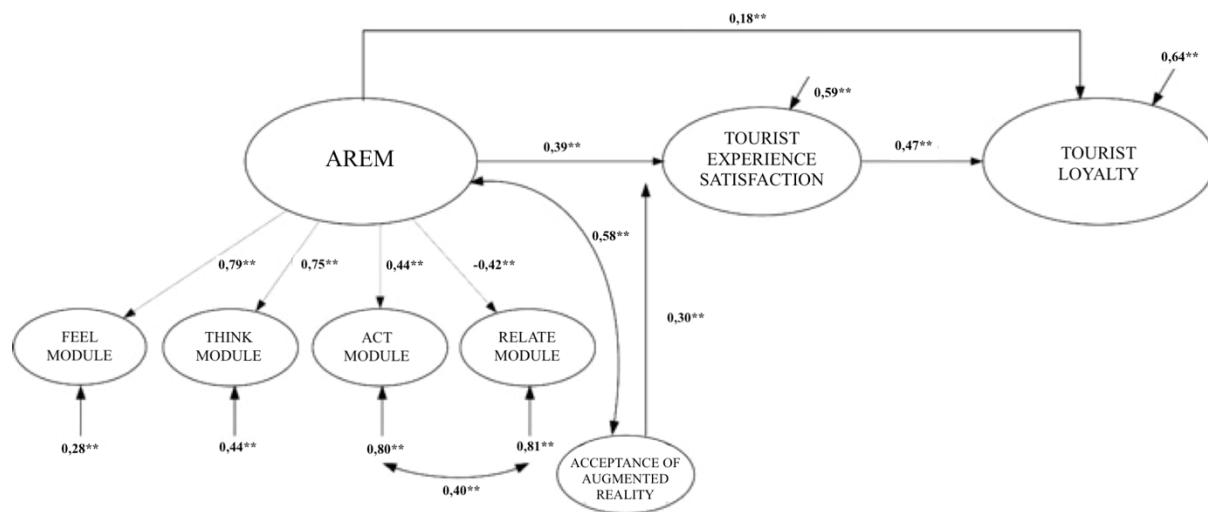 0,18**
0,64**
0,59**
AREM
0,39**
TOURIST
EXPERIENCE
SATISFACTION
0,47**
TOURIST
LOYALTY
0,58**
0,79**
0,75**
0,44**
-0,42**
0,30**
FEEL
MODULE
THINK
MODULE
ACT
MODULE
RELATE
MODULE
0,28**
0,44**
0,80**
0,81**
0,40**
ACCEPTANCE OF
AUGMENTED
REALITY